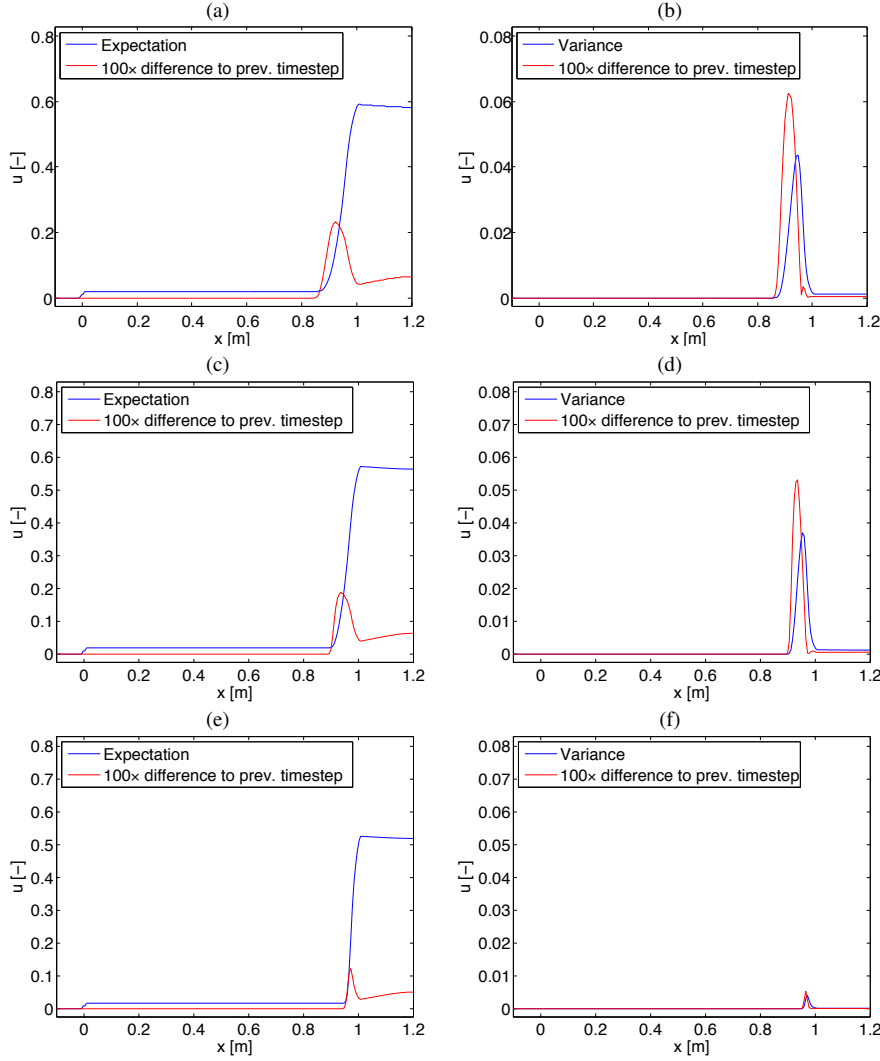 (a)
(b)
0.8
0.6
0.4
0.2
0
u [−]
Expectation
100× difference to prev. timestep
0 0.2 0.4 0.6 0.8 1 1.2
x [m]
0.08
0.06
0.04
0.02
0
u [−]
Variance
100× difference to prev. timestep
0 0.2 0.4 0.6 0.8 1 1.2
x [m]
(c)
(d)
0.8
0.7
0.6
0.5
0.4
0.3
0.2
0.1
0
u [−]
Expectation
100× difference to prev. timestep
0 0.2 0.4 0.6 0.8 1 1.2
x [m]
0.08
0.07
0.06
0.05
0.04
0.03
0.02
0.01
0
u [−]
Variance
100× difference to prev. timestep
0 0.2 0.4 0.6 0.8 1 1.2
x [m]
(e)
(f)
0.8
0.7
0.6
0.5
0.4
0.3
0.2
0.1
0
u [−]
Expectation
100× difference to prev. timestep
0 0.2 0.4 0.6 0.8 1 1.2
x [m]
0.08
0.07
0.06
0.05
0.04
0.03
0.02
0.01
0
u [−]
Variance
100× difference to prev. timestep
0 0.2 0.4 0.6 0.8 1 1.2
x [m]